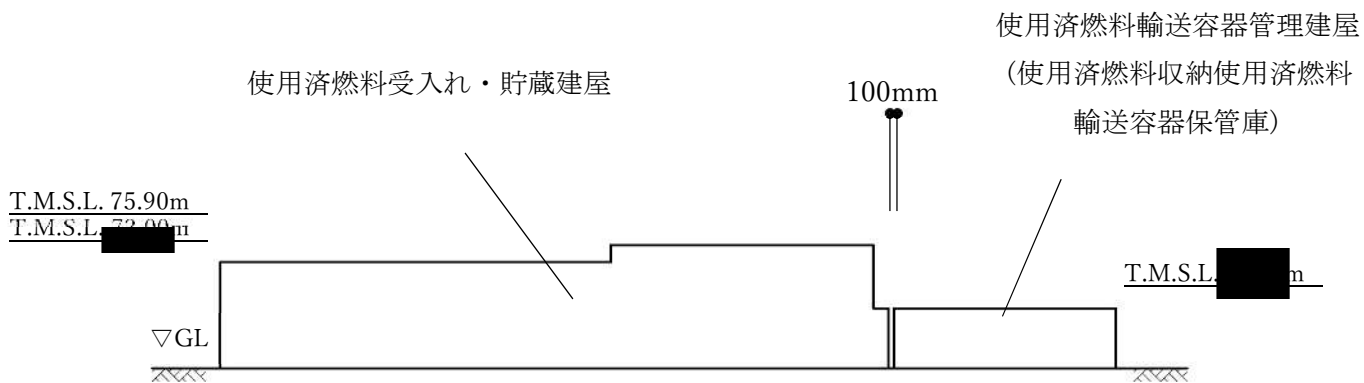 使用済燃料輸送容器管理建屋
(使用済燃料収納使用済燃料
輸送容器保管庫)
使用済燃料受入れ・貯蔵建屋
100mm
T.M.S.L. 75.90m
T.M.S.L.
T.M.S.L. m
▽GL